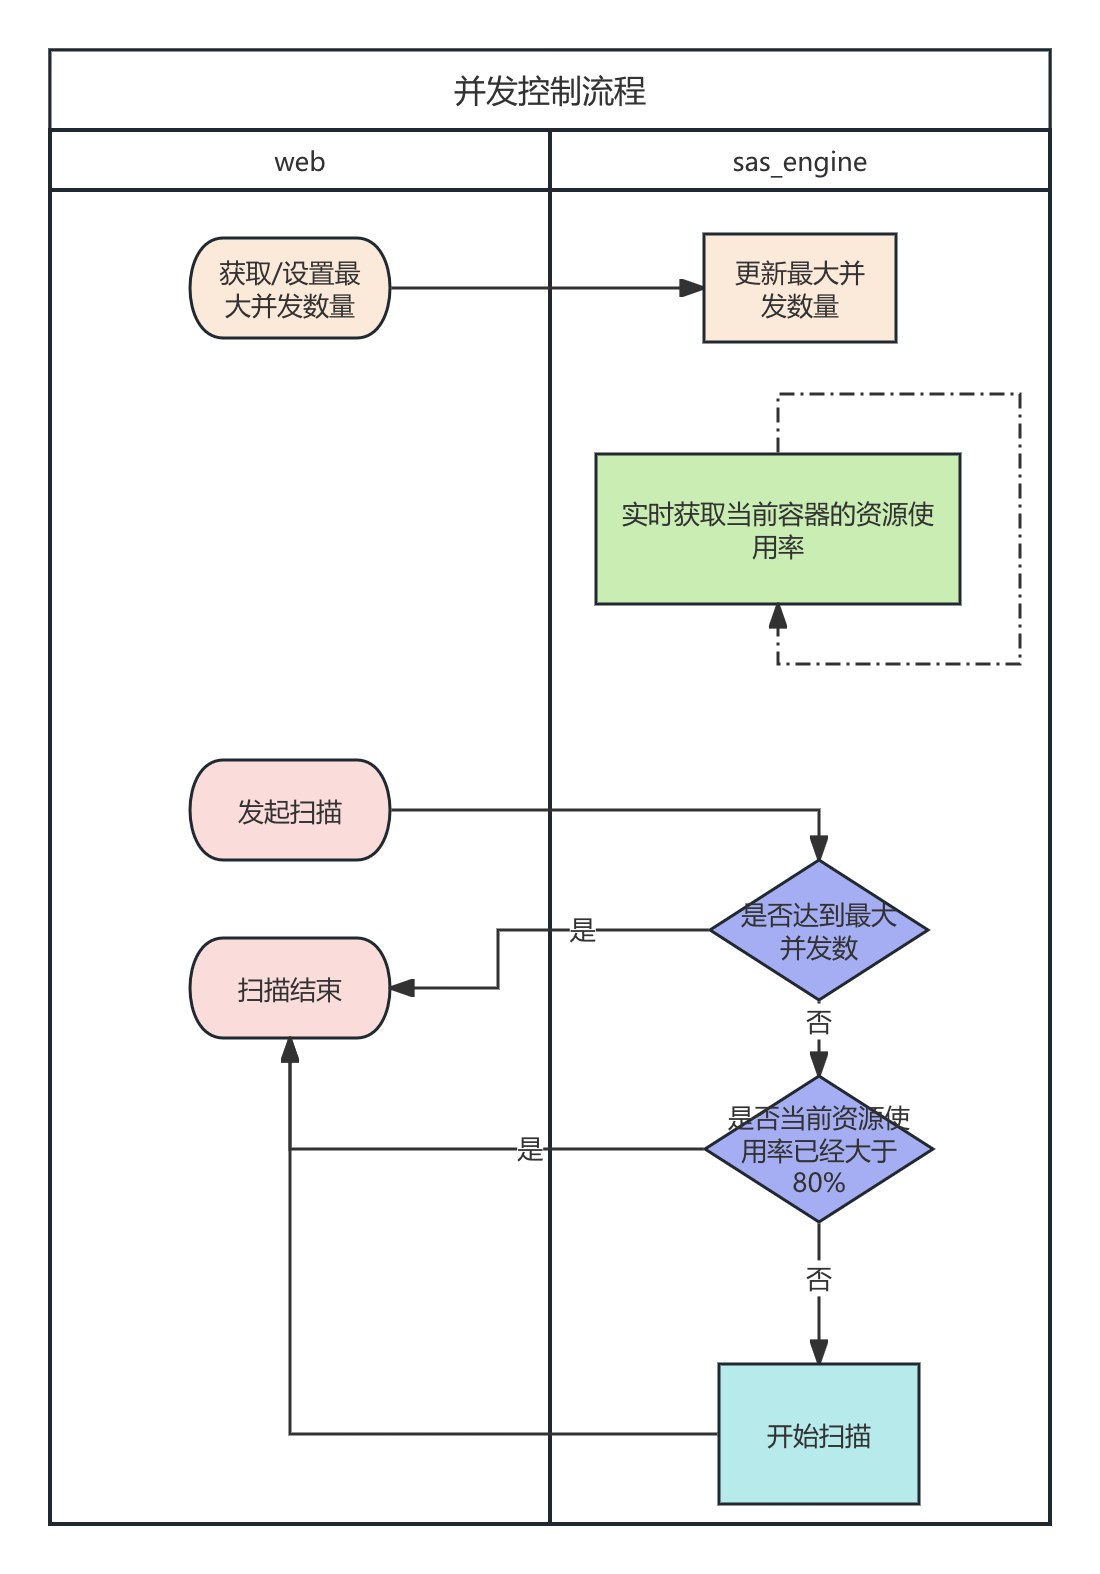 并发控制流程
web
sas_engine
获取/设置最
大并发数量
更新最大并
发数量
实时获取当前容器的资源使
用率
发起扫描
是否达到最大
并发数
是
扫描结束
否
是否当前资源使
用率已经大于
80%
是
否
开始扫描